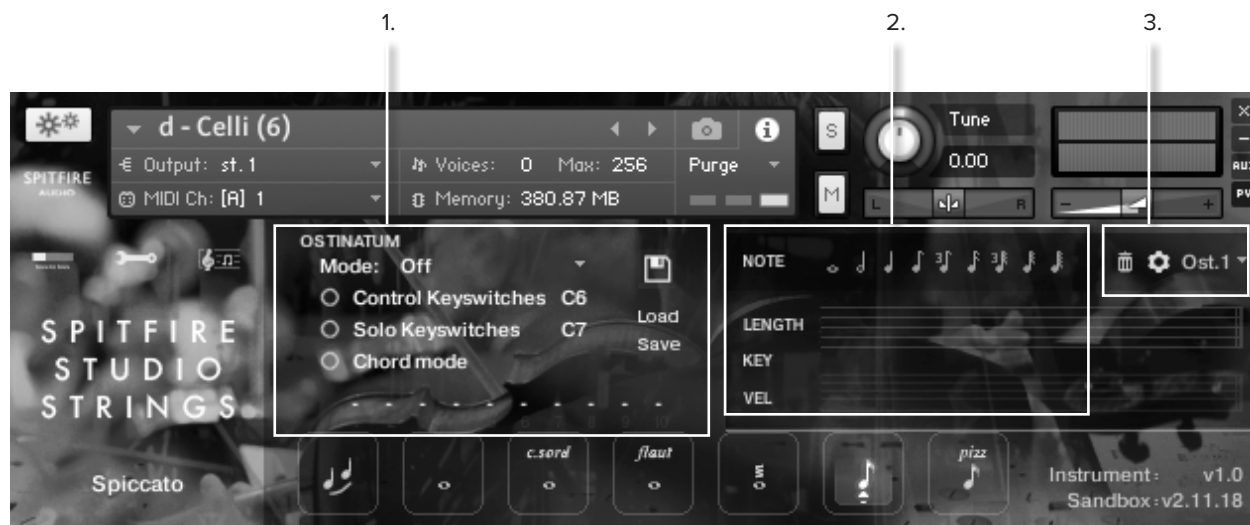 1. 2. 3.
d - Celli (6)
S
Tune
X
Output: st.1
Voices: 0 Max: 256
Purge
0.00
–
SPITFIRE
AUDIO
AUX
MIDI Ch: [A] 1
Memory: 380.87 MB
M
L R
- +
PV
OSTINATUM
Mode: Off
Control Keyswitches C6
Load
Solo Keyswitches C7
Save
Chord mode
- - - - - - - - - -
NOTE 3 3
Ost.1
LENGTH
KEY
VEL
SPITFIRE
STUDIO
STRINGS
Spiccato
c.sord
flaut
pizz
Instrument: v1.0
Sandbox: v2.11.18